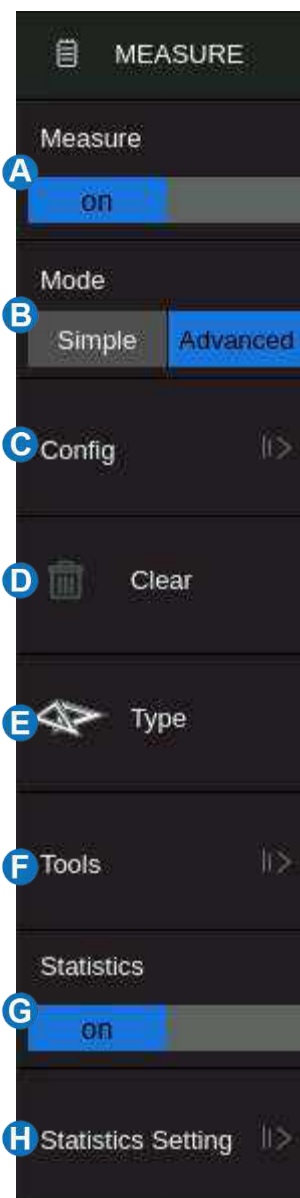 MEASURE
Measure
A
on
Mode
B
Simple Advanced
C Config
D Clear
E Type
F Tools
Statistics
G
on
H Statistics Setting